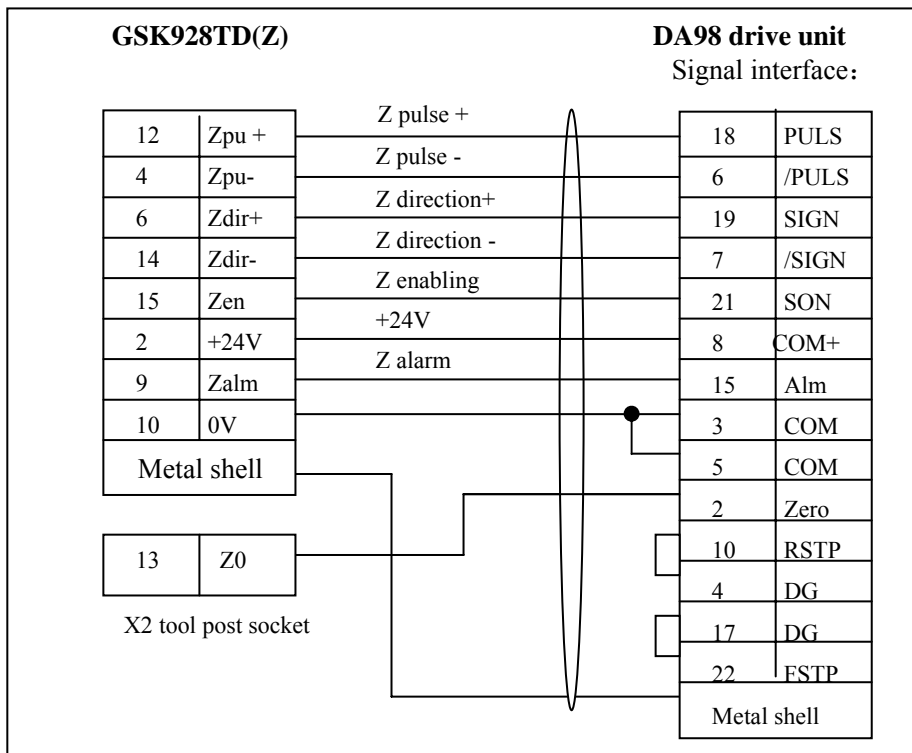 GSK928TD(Z)
DA98 drive unit
Signal interface：
12 Zpu +
4 Zpu-
6 Zdir+
14 Zdir-
15 Zen
2 +24V
9 Zalm
10 0V
Metal shell
13 Z0
X2 tool post socket
Z pulse +
Z pulse -
Z direction+
Z direction -
Z enabling
+24V
Z alarm
18 PULS
6 /PULS
19 SIGN
7 /SIGN
21 SON
8 COM+
15 Alm
3 COM
5 COM
2 Zero
10 RSTP
4 DG
17 DG
22 FSTP
Metal shell